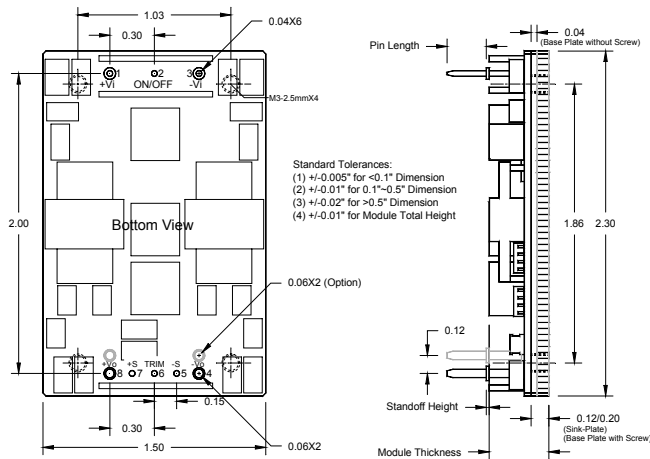 1.03
0.30
0.04X6
1
2
3
+Vi
ON/OFF
-Vi
M3-2.5mmX4
2.00
Bottom View
Standard Tolerances:
(1) +/-0.005" for <0.1" Dimension
(2) +/-0.01" for 0.1"~0.5" Dimension
(3) +/-0.02" for >0.5" Dimension
(4) +/-0.01" for Module Total Height
0.06X2 (Option)
+Vo
+S
TRIM
-S
-Vo
8
7
6
5
4
0.15
0.30
1.50
0.06X2
Pin Length
0.04
(Base Plate without Screw)
1.86
2.30
0.12
Standoff Height
0.12/0.20
(Sink-Plate)
(Base Plate with Screw)
Module Thickness